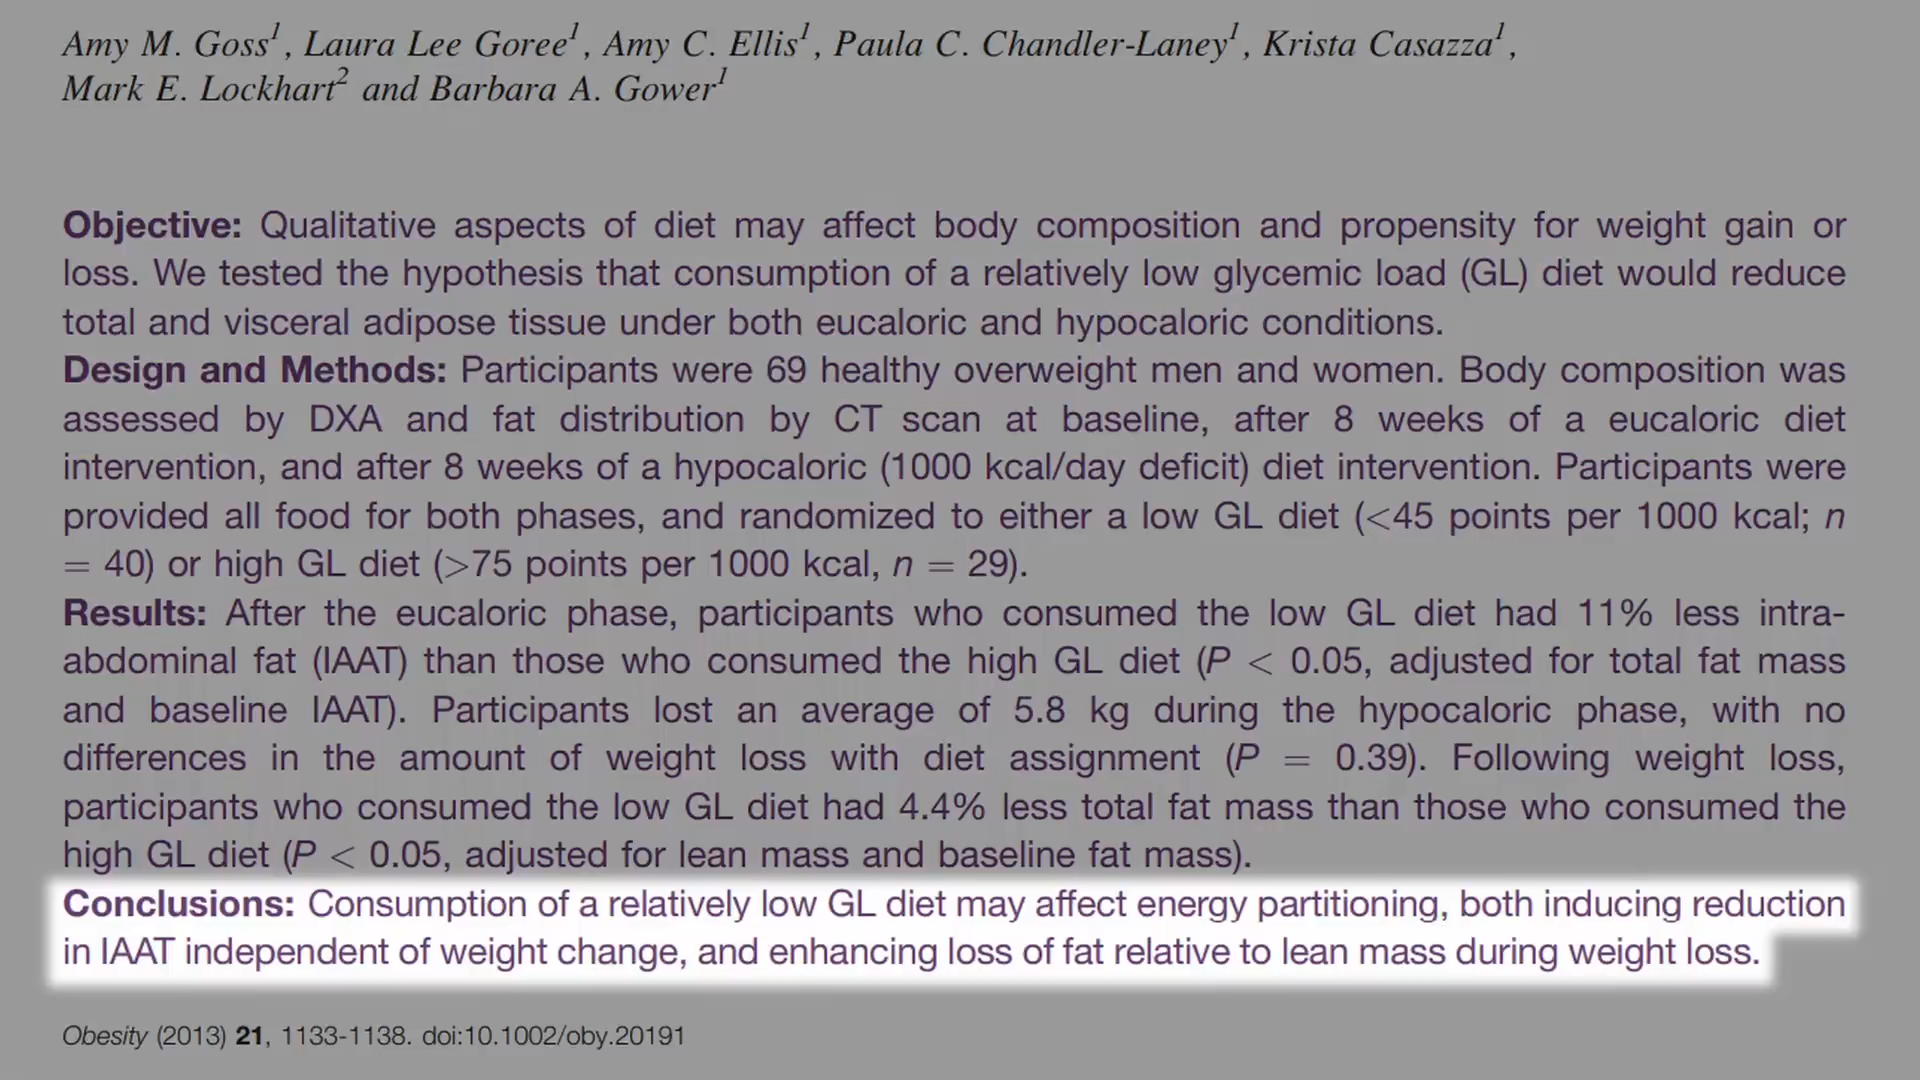 Amy M. Goss1, Laura Lee Goree1, Amy C. Ellis1, Paula C. Chandler-Laney1, Krista Casazza1,
Mark E. Lockhart2 and Barbara A. Gower1
Objective: Qualitative aspects of diet may affect body composition and propensity for weight gain or
loss. We tested the hypothesis that consumption of a relatively low glycemic load (GL) diet would reduce
total and visceral adipose tissue under both eucaloric and hypocaloric conditions.
Design and Methods: Participants were 69 healthy overweight men and women. Body composition was
assessed by DXA and fat distribution by CT scan at baseline, after 8 weeks of a eucaloric diet
intervention, and after 8 weeks of a hypocaloric (1000 kcal/day deficit) diet intervention. Participants were
provided all food for both phases, and randomized to either a low GL diet (<45 points per 1000 kcal; n
= 40) or high GL diet (>75 points per 1000 kcal, n = 29).
Results: After the eucaloric phase, participants who consumed the low GL diet had 11% less intra-
abdominal fat (IAAT) than those who consumed the high GL diet (P < 0.05, adjusted for total fat mass
and baseline IAAT). Participants lost an average of 5.8 kg during the hypocaloric phase, with no
differences in the amount of weight loss with diet assignment (P = 0.39). Following weight loss,
participants who consumed the low GL diet had 4.4% less total fat mass than those who consumed the
high GL diet (P < 0.05, adjusted for lean mass and baseline fat mass).
Conclusions: Consumption of a relatively low GL diet may affect energy partitioning, both inducing reduction
in IAAT independent of weight change, and enhancing loss of fat relative to lean mass during weight loss.
Obesity (2013) 21, 1133-1138. doi:10.1002/oby.20191